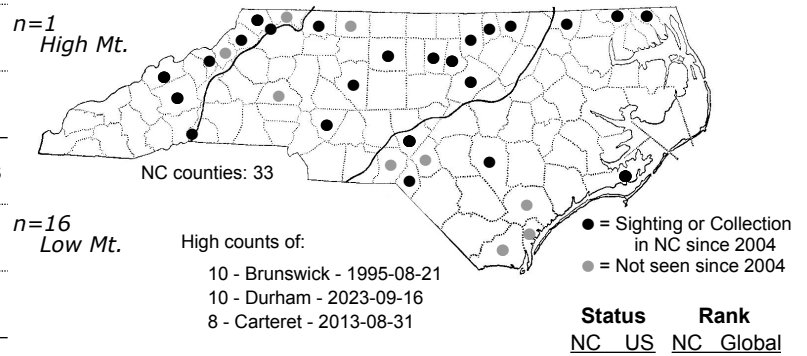 n=1
High Mt.
NC counties: 33
n=16
Low Mt.
High counts of:
10 - Brunswick - 1995-08-21
10 - Durham - 2023-09-16
8 - Carteret - 2013-08-31
= Sighting or Collection
in NC since 2004
= Not seen since 2004
Status Rank
NC US NC Global